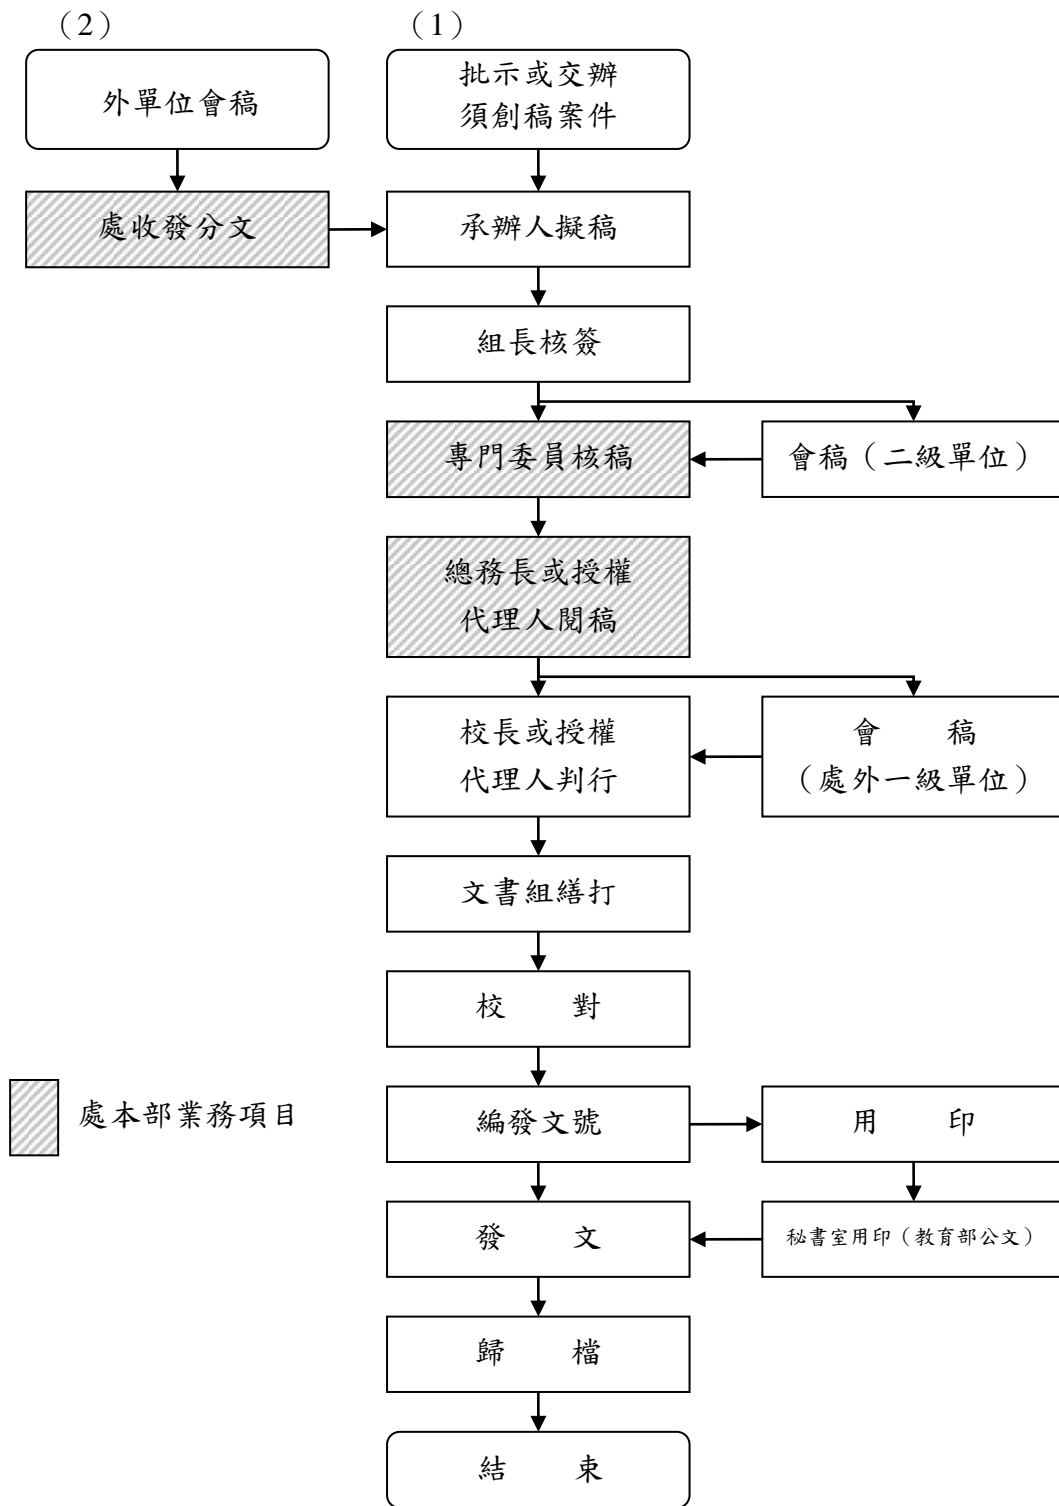 （2）
（1）
外單位會稿
批示或交辦
須創稿案件
處收發分文
承辦人擬稿
組長核簽
專門委員核稿
會稿（二級單位）
總務長或授權
代理人閱稿
校長或授權
代理人判行
會　　稿
（處外一級單位）
文書組繕打
校　　對
處本部業務項目
編發文號
用　　印
發　　文
秘書室用印（教育部公文）
歸　　檔
結　　束